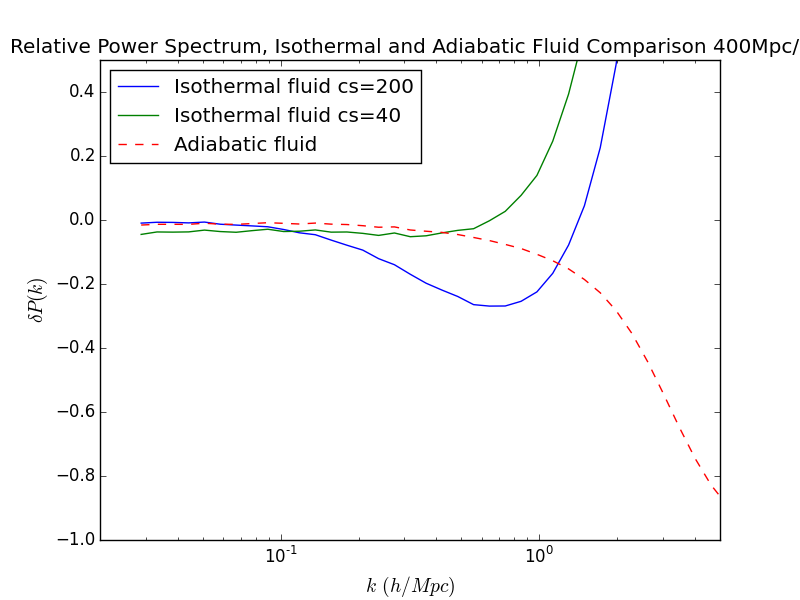 Relative Power Spectrum, Isothermal and Adiabatic Fluid Comparison 400Mpc/
Isothermal fluid cs=200
Isothermal fluid cs=40
Adiabatic fluid
0.4
0.2
0.0
−0.2
−0.4
−0.6
−0.8
−1.0
δP(k)
10⁻¹
10⁰
k (h/Mpc)